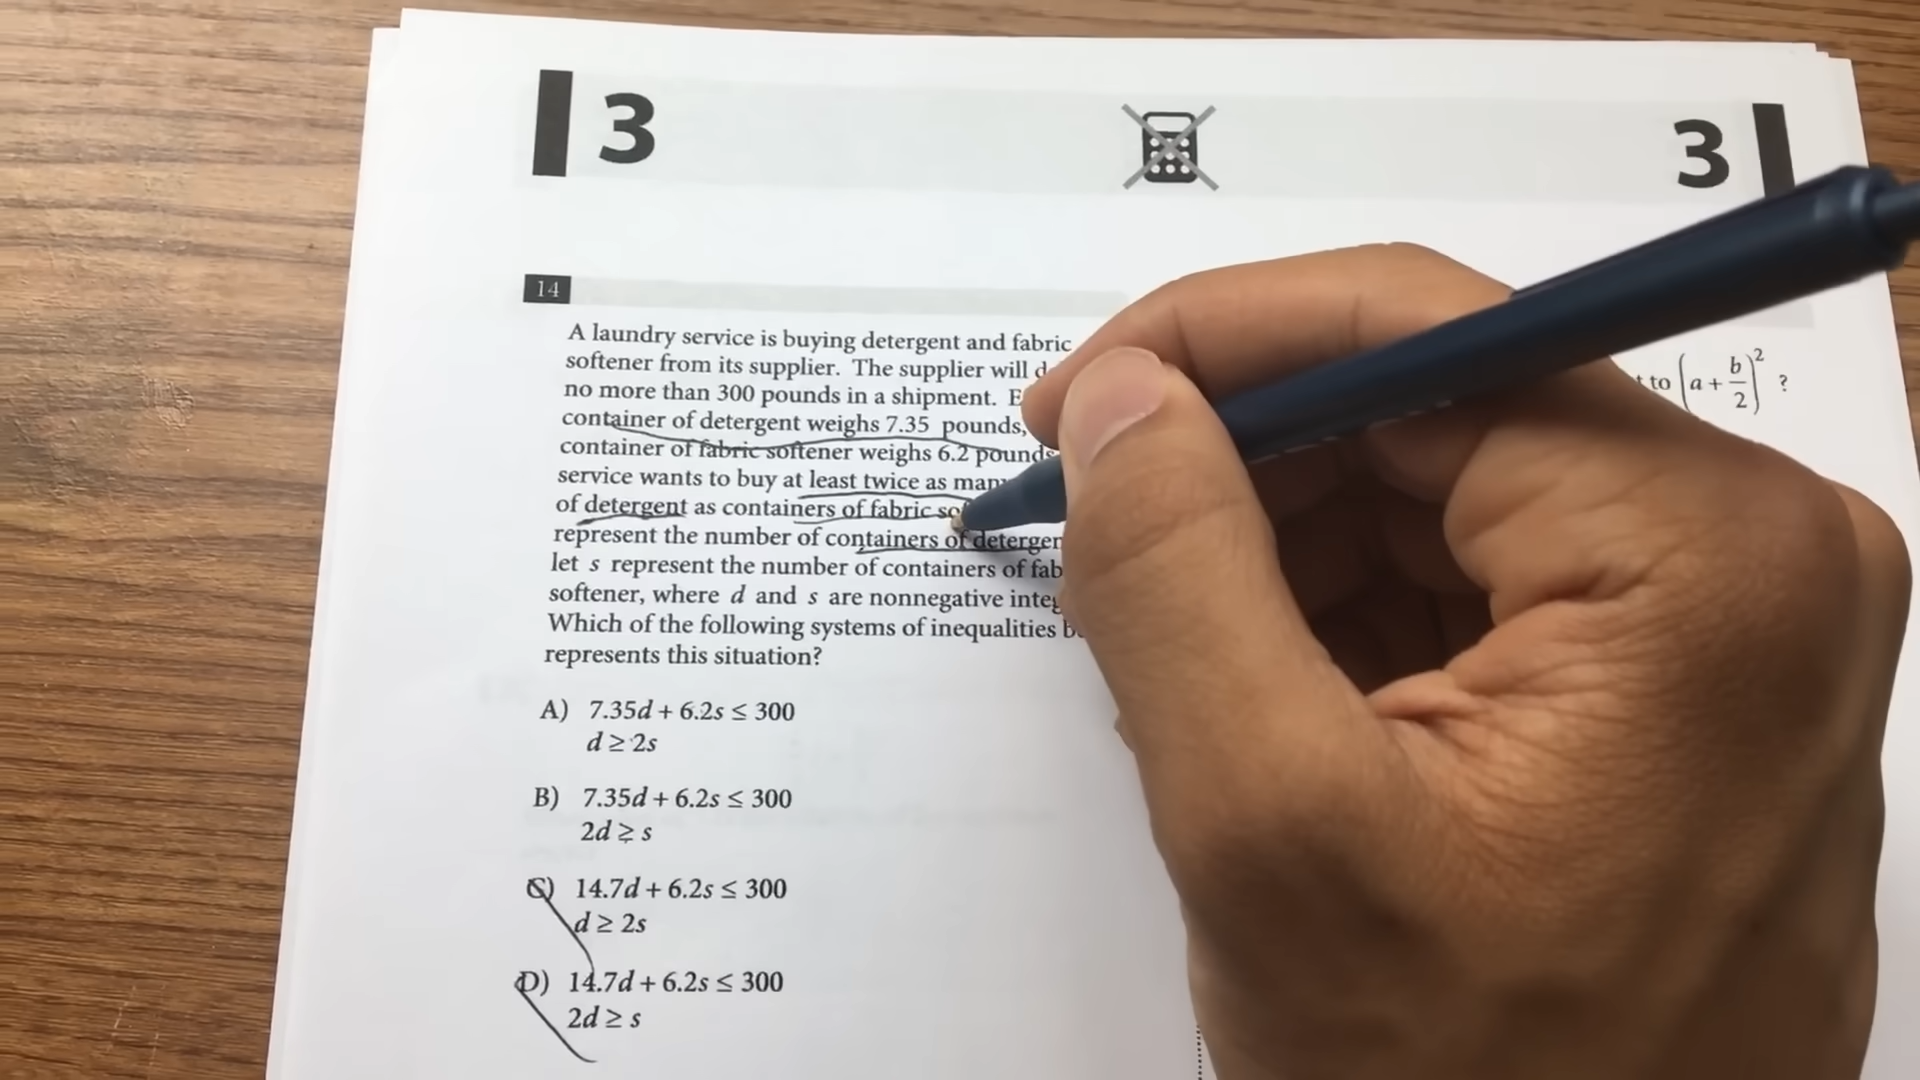 3
3
14
A laundry service is buying detergent and fabric
softener from its supplier. The supplier will
no more than 300 pounds in a shipment.
container of detergent weighs 7.35 pounds,
container of fabric softener weighs 6.2 pounds
service wants to buy at least twice as
of detergent as containers of fabric
represent the number of containers of
let s represent the number of containers of
softener, where d and s are nonnegative
Which of the following systems of inequalities
represents this situation?
A) 7.35d + 6.2s ≤ 300
d ≥ 2s
B) 7.35d + 6.2s ≤ 300
2d ≥ s
C) 14.7d + 6.2s ≤ 300
d ≥ 2s
D) 14.7d + 6.2s ≤ 300
2d ≥ s
to (a + b/2)² ?